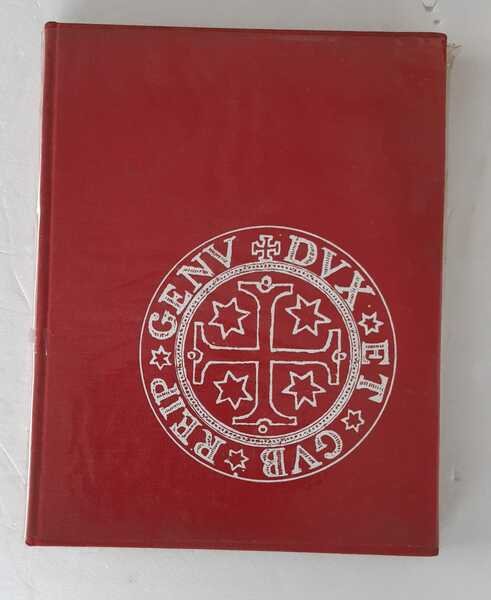 ✠ DVX ★ ET ★ GVB ★ REIP ★ GENV